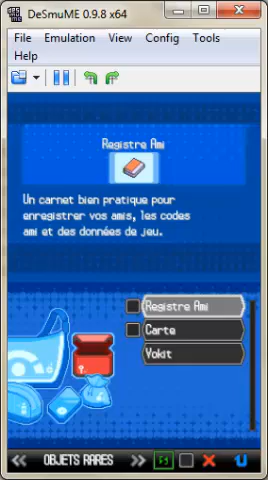 DeSmuME 0.9.8 x64
File Emulation View Config Tools
Help
Registre Ami
Un carnet bien pratique pour
enregistrer vos amis, les codes
ami et des données de jeu.
Registre Ami
Carte
Vokit
OBJETS RARES